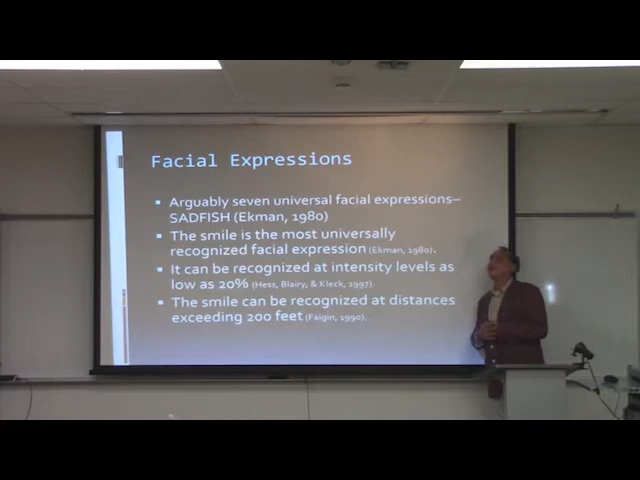 Facial Expressions
Arguably seven universal facial expressions–
SADFISH (Ekman, 1980)
The smile is the most universally
recognized facial expression (Ekman, 1980).
It can be recognized at intensity levels as
low as 20% (Hess, Blairy, & Kleck, 1997).
The smile can be recognized at distances
exceeding 200 feet (Faigin, 1990).